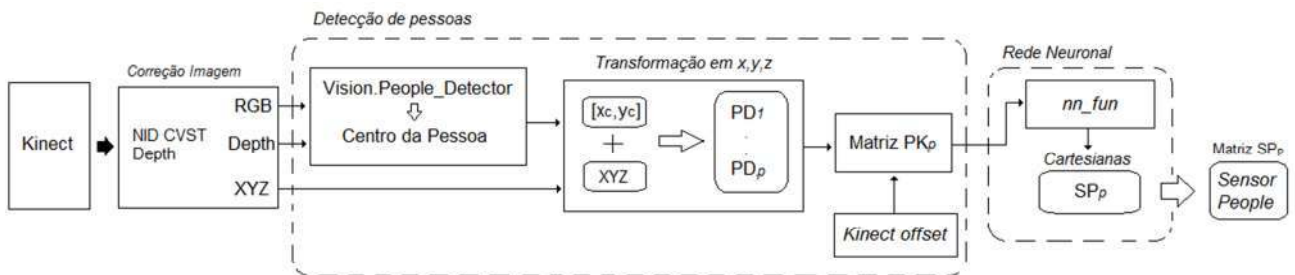 Detecção de pessoas
Correção Imagem
Transformação em x,y,z
Rede Neuronal
Kinect
NID CVST
Depth
RGB
Depth
XYZ
Vision.People_Detector
Centro da Pessoa
[xc,yc]
+
XYZ
PD1
.
.
PDp
Matriz PKp
Kinect offset
nn_fun
Cartesianas
SPp
Matriz SPp
Sensor
People